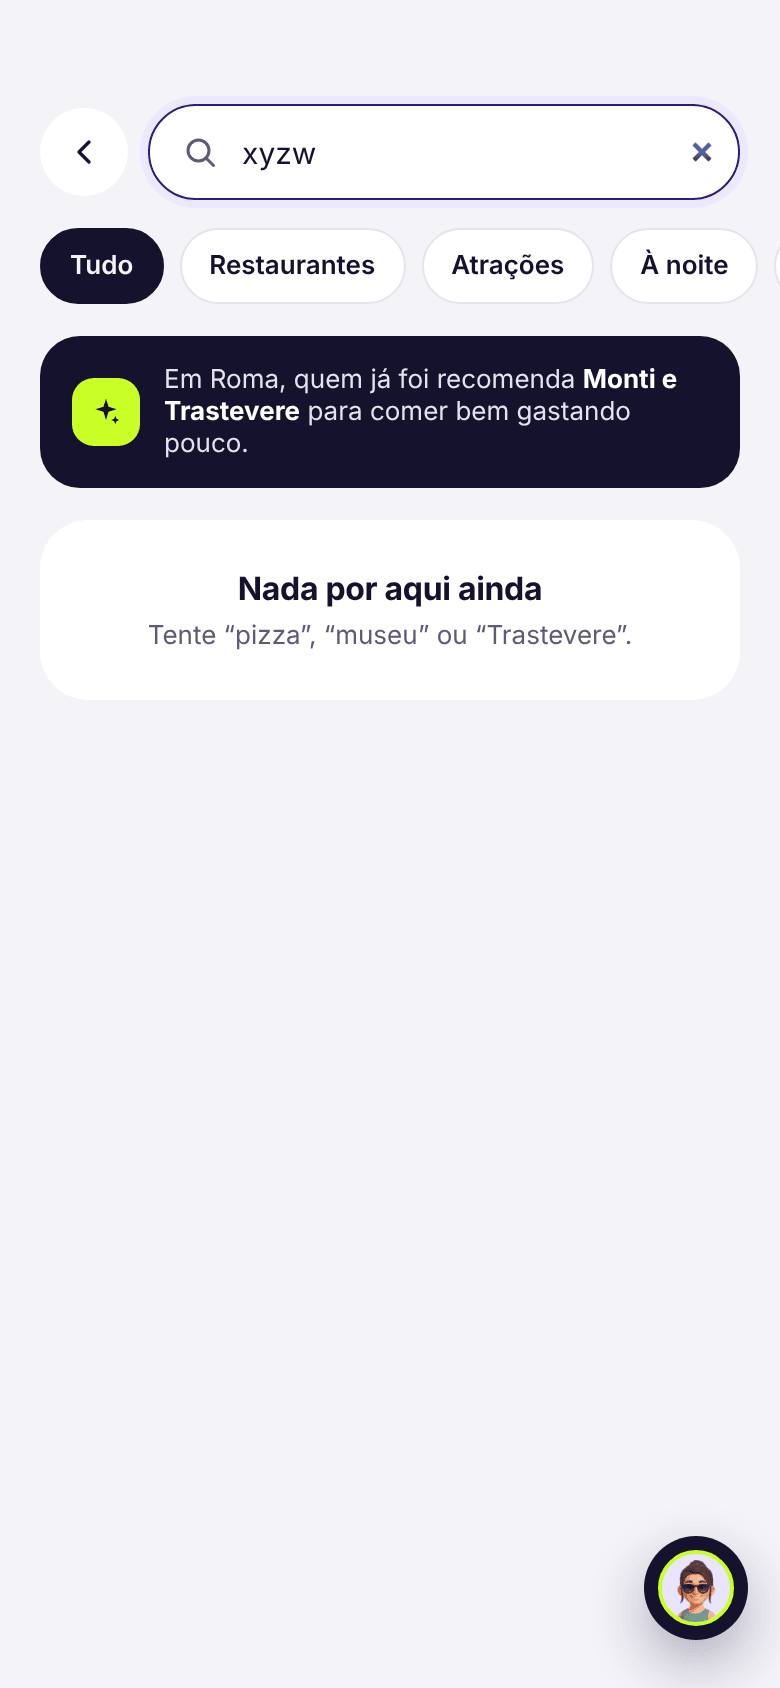 xyzw
Tudo
Restaurantes
Atrações
À noite
Em Roma, quem já foi recomenda Monti e
Trastevere para comer bem gastando
pouco.
Nada por aqui ainda
Tente “pizza”, “museu” ou “Trastevere”.